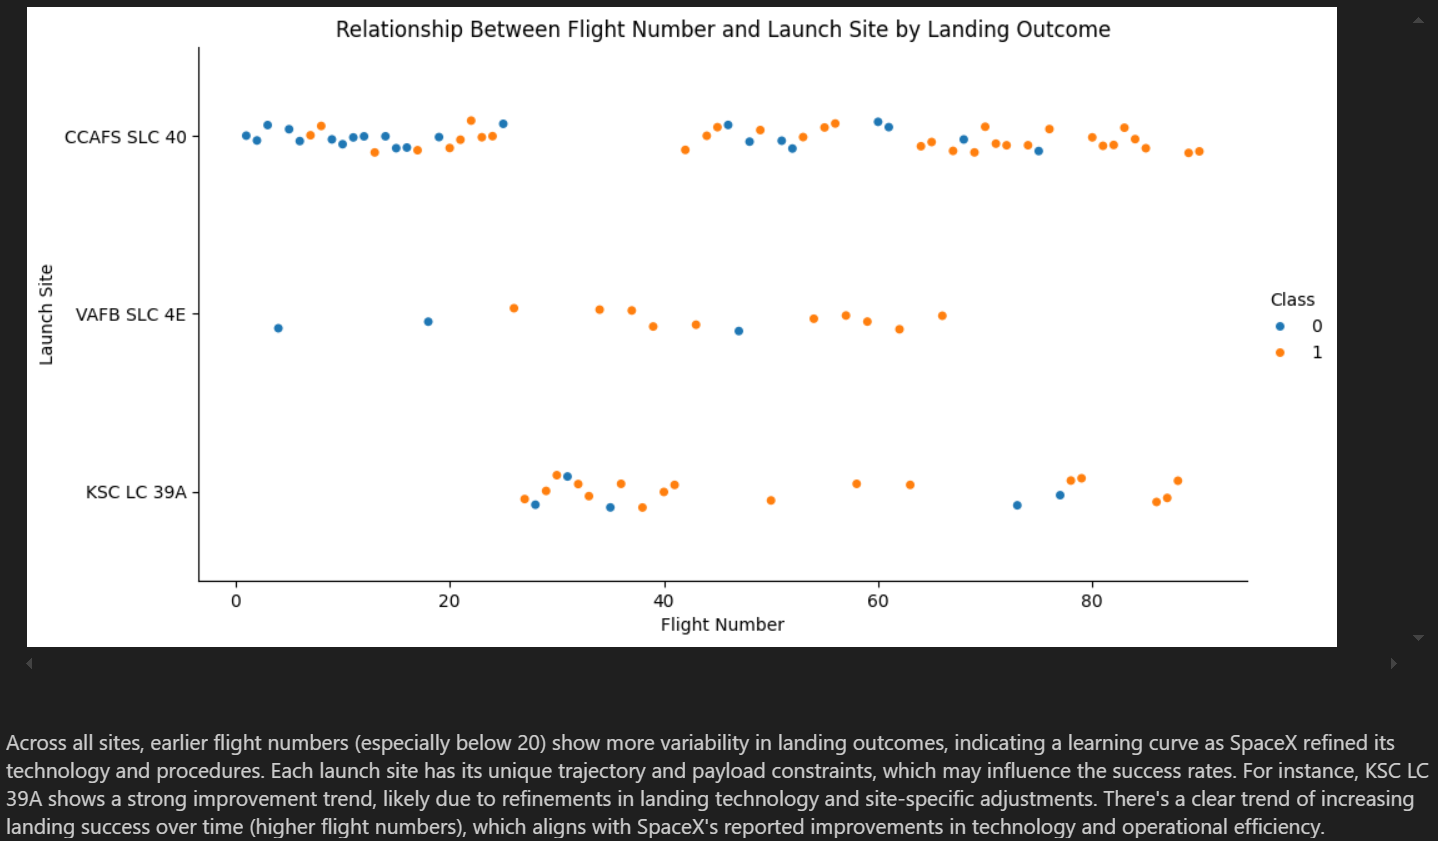 Relationship Between Flight Number and Launch Site by Landing Outcome
CCAFS SLC 40
VAFB SLC 4E
KSC LC 39A
Launch Site
Class
0
1
0
20
40
60
80
Flight Number
Across all sites, earlier flight numbers (especially below 20) show more variability in landing outcomes, indicating a learning curve as SpaceX refined its
technology and procedures. Each launch site has its unique trajectory and payload constraints, which may influence the success rates. For instance, KSC LC
39A shows a strong improvement trend, likely due to refinements in landing technology and site-specific adjustments. There's a clear trend of increasing
landing success over time (higher flight numbers), which aligns with SpaceX's reported improvements in technology and operational efficiency.